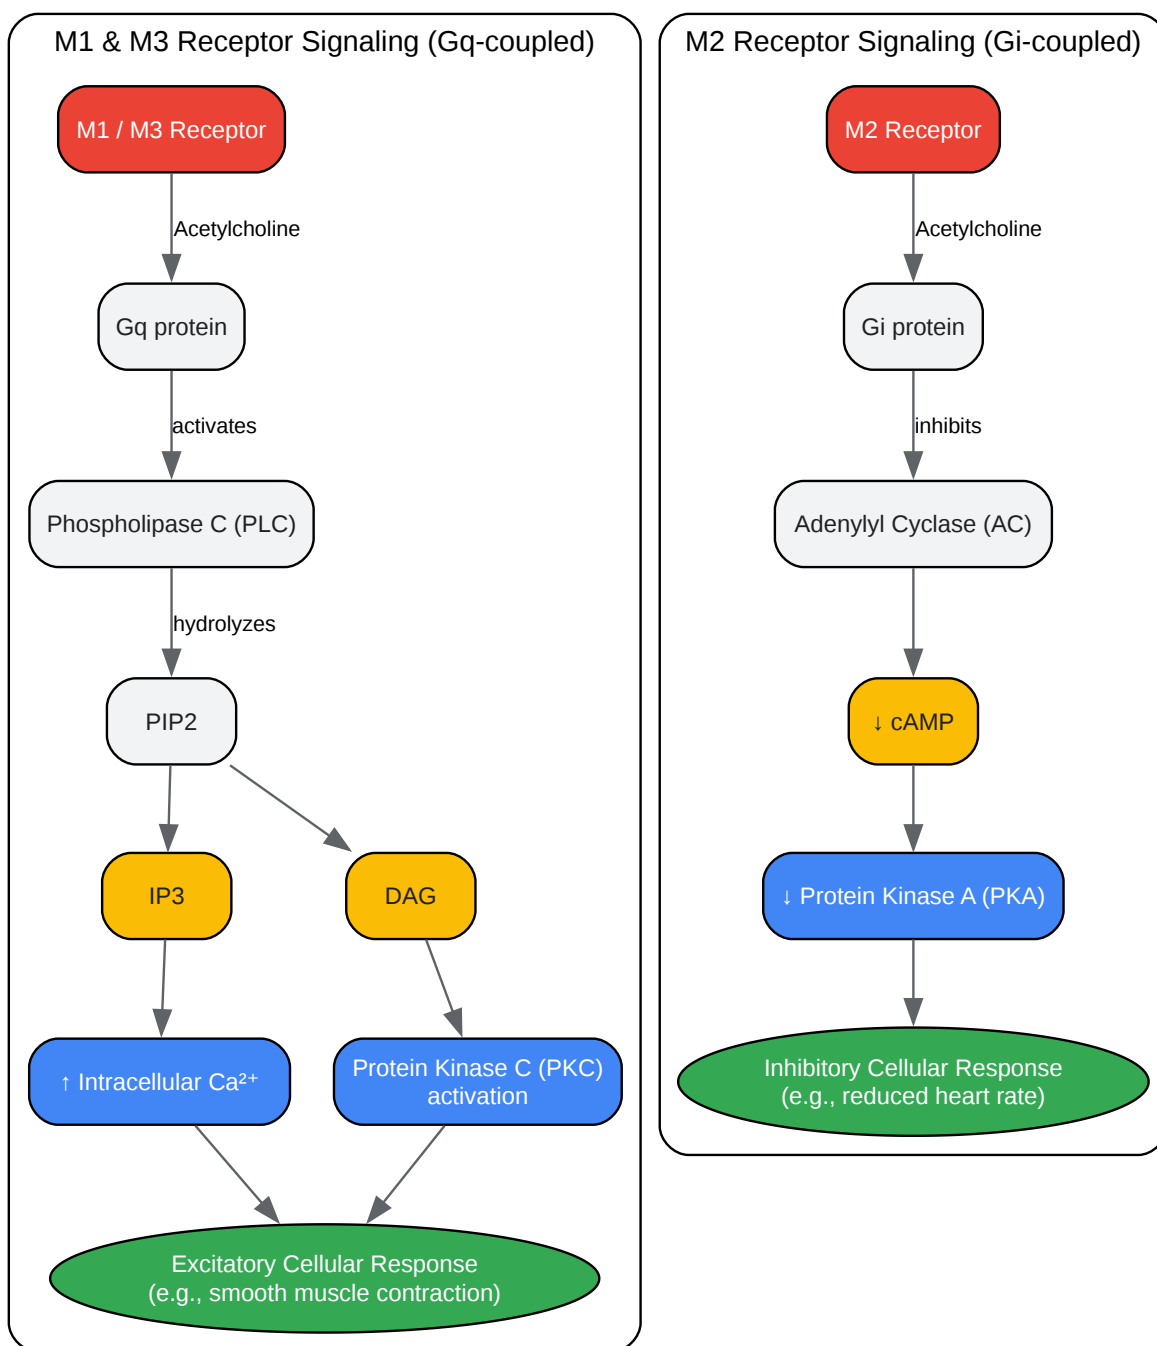 M1 & M3 Receptor Signaling (Gq-coupled)
M1 / M3 Receptor
Acetylcholine
Gq protein
activates
Phospholipase C (PLC)
hydrolyzes
PIP2
IP3
DAG
↑ Intracellular Ca²⁺
Protein Kinase C (PKC)
activation
Excitatory Cellular Response
(e.g., smooth muscle contraction)
M2 Receptor Signaling (Gi-coupled)
M2 Receptor
Acetylcholine
Gi protein
inhibits
Adenylyl Cyclase (AC)
↓ cAMP
↓ Protein Kinase A (PKA)
Inhibitory Cellular Response
(e.g., reduced heart rate)